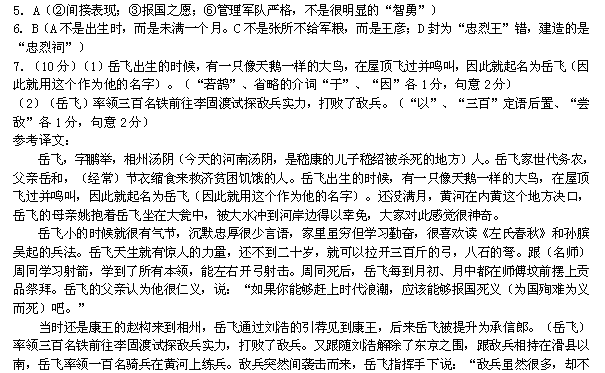 5. A（②间接表现；③报国之愿；⑥管理军队严格，不是很明显的“智勇”）
6. B（A 不是出生时，而是未满一个月。C 不是张所不给军粮，而是王彦；D 封为“忠烈王”错，建造的是
“忠烈祠”）
7.（10 分）（1）岳飞出生的时候，有一只像天鹅一样的大鸟，在屋顶飞过并鸣叫，因此就起名为岳飞（因
此就用这个作为他的名字）。（“若鹄”、省略的介词“于”、“因”各 1 分，句意 2 分）
（2）（岳飞）率领三百名铁前往李固渡试探敌兵实力，打败了敌兵。（“以”、“三百”定语后置、“尝
敌”各 1 分，句意 2 分）
参考译文：
岳飞，字鹏举，相州汤阴（今天的河南汤阴，是嵇康的儿子嵇绍被杀死的地方）人。岳飞家世代务农，
父亲岳和，（经常）节衣缩食来救济贫困饥饿的人。岳飞出生的时候，有一只像天鹅一样的大鸟，在屋顶
飞过并鸣叫，因此就起名为岳飞（因此就用这个作为他的名字）。还没满月，黄河在内黄这个地方决口，
岳飞的母亲姚抱着岳飞坐在大瓮中，被大水冲到河岸边得以幸免，大家对此感觉很神奇。
岳飞小的时候就很有气节，沉默忠厚很少言语，家里虽穷但学习勤奋，很喜欢读《左氏春秋》和孙膑
吴起的兵法。岳飞天生就有惊人的力量，还不到二十岁，就可以拉开三百斤的弓，八石的弩。跟（名师）
周同学习射箭，学到了所有本领，能左右开弓射击。周同死后，岳飞每到月初、月中都在师傅坟前摆上贡
品祭拜。岳飞的父亲认为他很仁义，说：“如果你能够赶上时代浪潮，应该能够报国死义（为国殉难为义
而死）吧。”
当时还是康王的赵构来到相州，岳飞通过刘浩的引荐见到康王，后来岳飞被提升为承信郎。（岳飞）
率领三百名铁前往李固渡试探敌兵实力，打败了敌兵。又跟随刘浩解除了东京之围，跟敌兵相持在滑县以
南，岳飞率领一百名骑兵在黄河上练兵。敌兵突然间袭击而来，岳飞指挥手下说：“敌兵虽然很多，却不